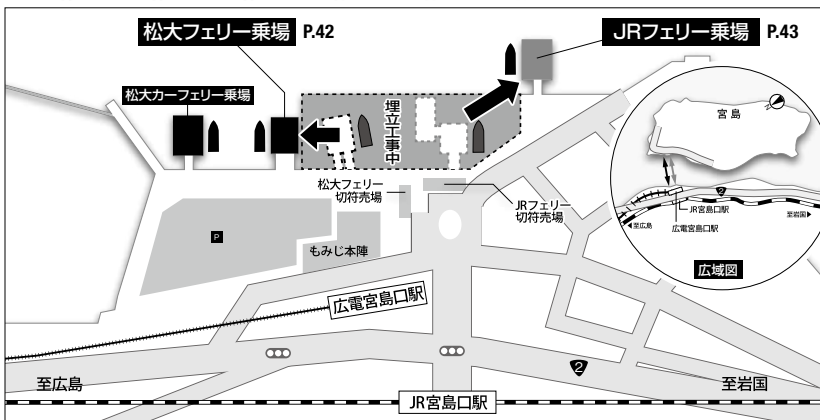 松大フェリー乗場 P.42
JRフェリー乗場 P.43
松大カーフェリー乗場
埋立工事中
松大フェリー
切符売場
JRフェリー
切符売場
P
もみじ本陣
広電宮島口駅
2
至広島
至岩国
JR宮島口駅
宮島
2
JR宮島口駅
至岩国▶
広電宮島口駅
◀至広島
広域図